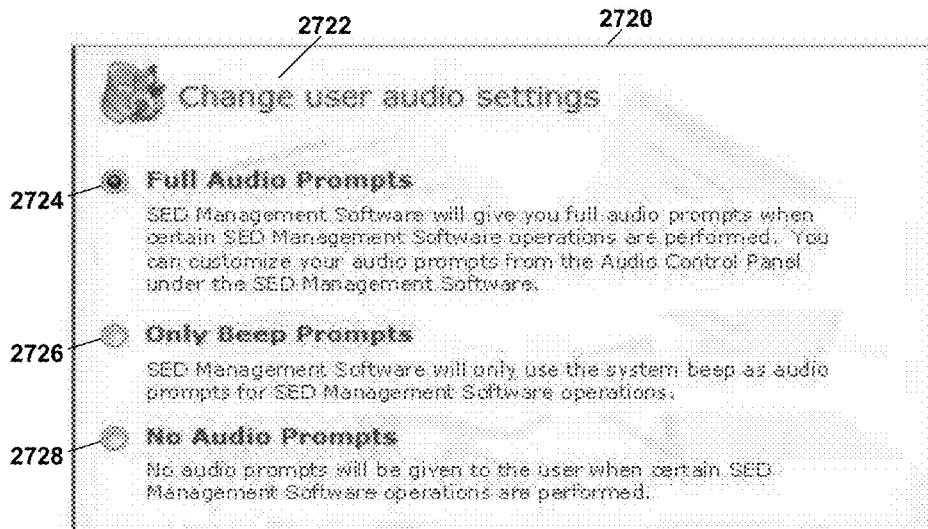 2722
2720
Change user audio settings
2724
Full Audio Prompts
SED Management Software will give you full audio prompts when
certain SED Management Software operations are performed. You
can customize your audio prompts from the Audio Control Panel
under the SED Management Software.
2726
Only Beep Prompts
SED Management Software will only use the system beep as audio
prompts for SED Management Software operations.
2728
No Audio Prompts
No audio prompts will be given to the user when certain SED
Management Software operations are performed.